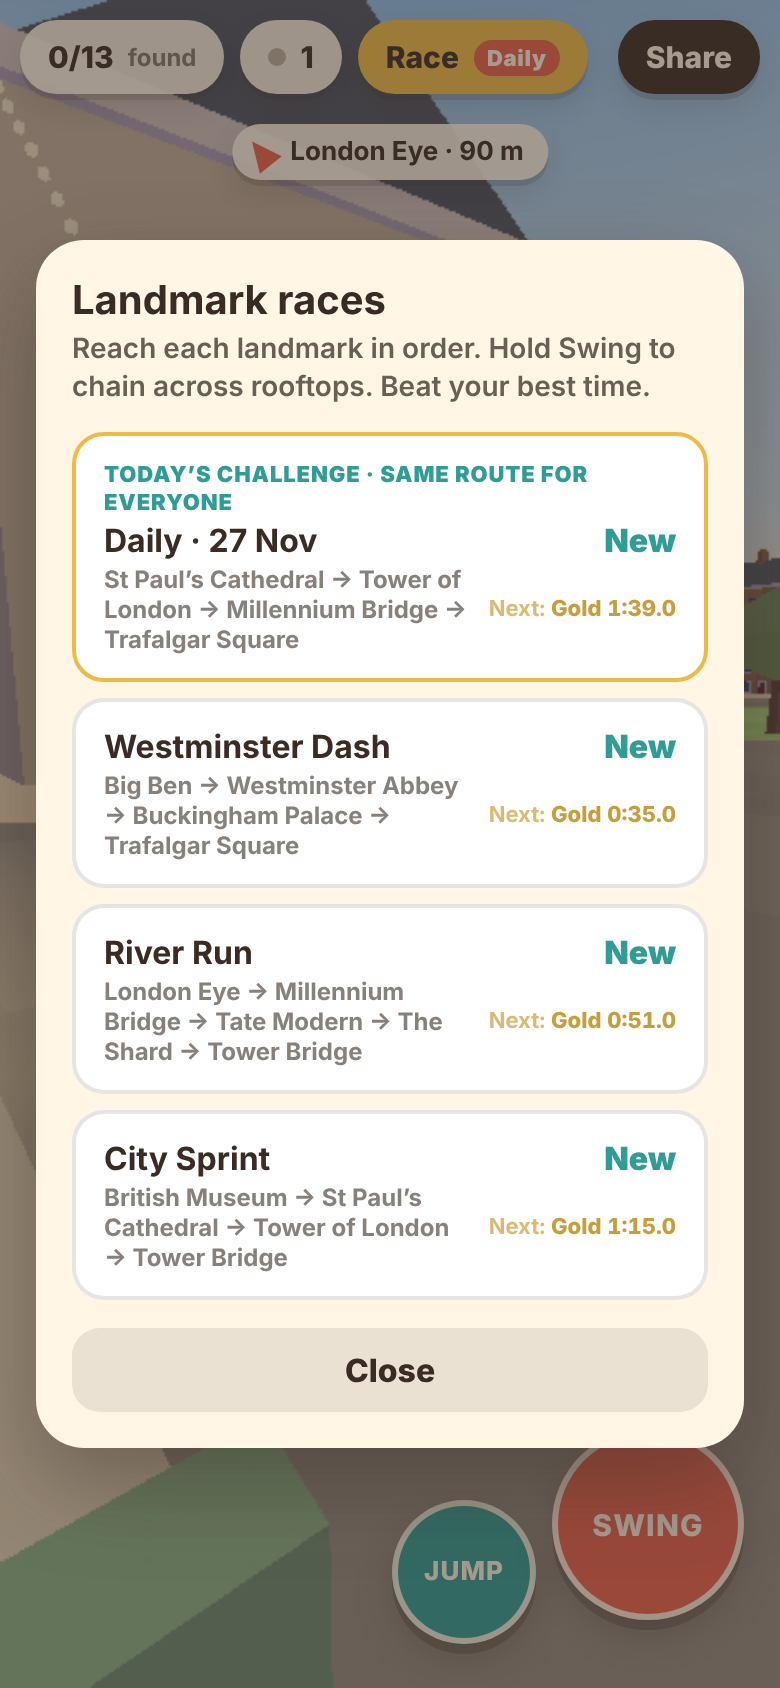 0/13 found
1
Race Daily
Share
London Eye · 90 m
Landmark races
Reach each landmark in order. Hold Swing to
chain across rooftops. Beat your best time.
TODAY’S CHALLENGE · SAME ROUTE FOR
EVERYONE
Daily · 27 Nov
New
St Paul’s Cathedral → Tower of
London → Millennium Bridge →
Trafalgar Square
Next: Gold 1:39.0
Westminster Dash
New
Big Ben → Westminster Abbey
→ Buckingham Palace →
Trafalgar Square
Next: Gold 0:35.0
River Run
New
London Eye → Millennium
Bridge → Tate Modern → The
Shard → Tower Bridge
Next: Gold 0:51.0
City Sprint
New
British Museum → St Paul’s
Cathedral → Tower of London
→ Tower Bridge
Next: Gold 1:15.0
Close
SWING
JUMP